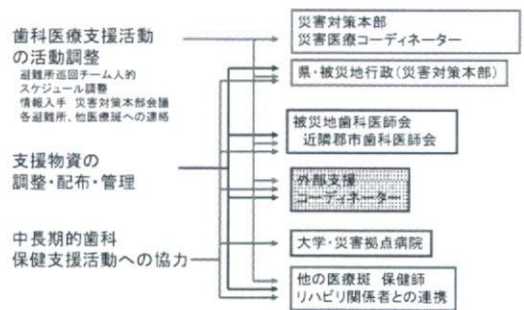 歯科医療支援活動
の活動調整
避難所巡回チーム人的
スケジュール調整
情報入手 災害対策本部会議
各避難所、他医療斑への連絡
支援物資の
調整・配布・管理
中長期的歯科
保健支援活動への協力
災害対策本部
災害医療コーディネーター
県・被災地行政(災害対策本部)
被災地歯科医師会
近隣郡市歯科医師会
外部支援
コーディネーター
大学・災害拠点病院
他の医療斑 保健師
リハビリ関係者との連携